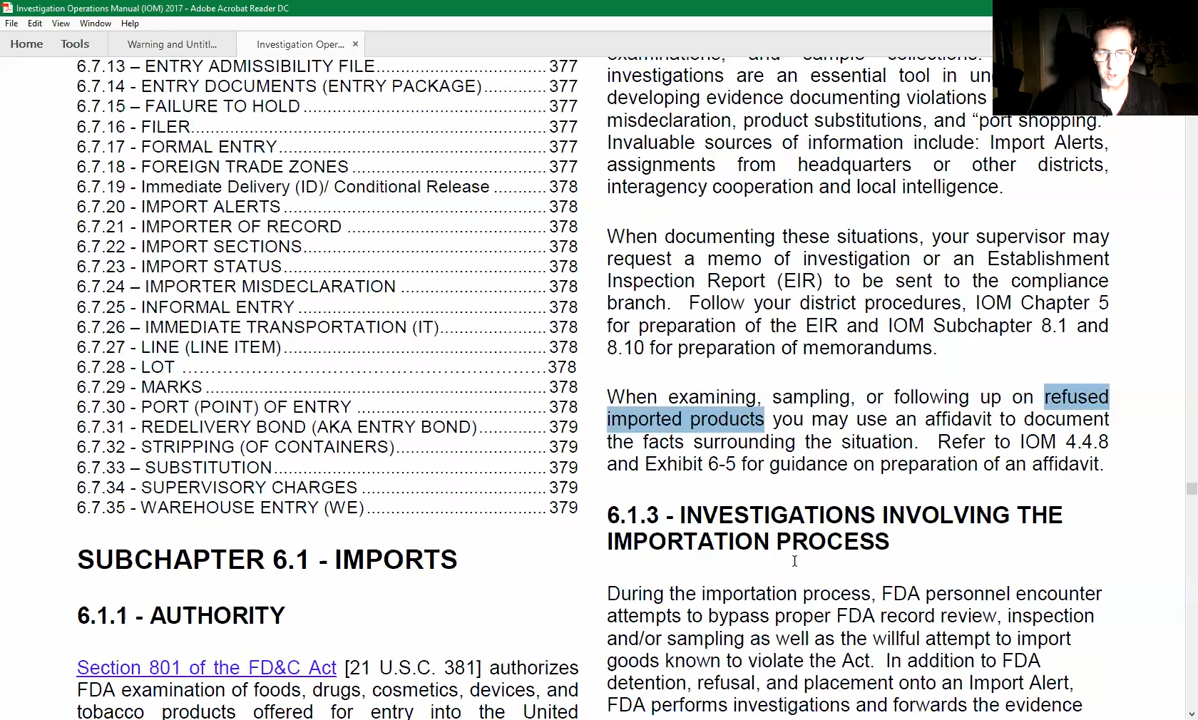 Investigation Operations Manual (IOM) 2017 - Adobe Acrobat Reader DC
File Edit View Window Help
Home Tools Warning and Untitl... Investigation Oper... ×
6.7.13 – ENTRY ADMISSIBILITY FILE 377
6.7.14 - ENTRY DOCUMENTS (ENTRY PACKAGE) 377
6.7.15 – FAILURE TO HOLD 377
6.7.16 - FILER 377
6.7.17 - FORMAL ENTRY 377
6.7.18 - FOREIGN TRADE ZONES 377
6.7.19 - Immediate Delivery (ID)/ Conditional Release 378
6.7.20 - IMPORT ALERTS 378
6.7.21 - IMPORTER OF RECORD 378
6.7.22 - IMPORT SECTIONS 378
6.7.23 - IMPORT STATUS 378
6.7.24 – IMPORTER MISDECLARATION 378
6.7.25 - INFORMAL ENTRY 378
6.7.26 – IMMEDIATE TRANSPORTATION (IT) 378
6.7.27 - LINE (LINE ITEM) 378
6.7.28 - LOT 378
6.7.29 - MARKS 378
6.7.30 - PORT (POINT) OF ENTRY 378
6.7.31 - REDELIVERY BOND (AKA ENTRY BOND) 379
6.7.32 - STRIPPING (OF CONTAINERS) 379
6.7.33 – SUBSTITUTION 379
6.7.34 - SUPERVISORY CHARGES 379
6.7.35 - WAREHOUSE ENTRY (WE) 379
SUBCHAPTER 6.1 - IMPORTS
6.1.1 - AUTHORITY
Section 801 of the FD&C Act [21 U.S.C. 381] authorizes
FDA examination of foods, drugs, cosmetics, devices, and
tobacco products offered for entry into the United
examinations, and sample collections.
investigations are an essential tool in
developing evidence documenting violations
misdeclaration, product substitutions, and “port shopping.”
Invaluable sources of information include: Import Alerts,
assignments from headquarters or other districts,
interagency cooperation and local intelligence.
When documenting these situations, your supervisor may
request a memo of investigation or an Establishment
Inspection Report (EIR) to be sent to the compliance
branch. Follow your district procedures, IOM Chapter 5
for preparation of the EIR and IOM Subchapter 8.1 and
8.10 for preparation of memorandums.
When examining, sampling, or following up on refused
imported products you may use an affidavit to document
the facts surrounding the situation. Refer to IOM 4.4.8
and Exhibit 6-5 for guidance on preparation of an affidavit.
6.1.3 - INVESTIGATIONS INVOLVING THE
IMPORTATION PROCESS
During the importation process, FDA personnel encounter
attempts to bypass proper FDA record review, inspection
and/or sampling as well as the willful attempt to import
goods known to violate the Act. In addition to FDA
detention, refusal, and placement onto an Import Alert,
FDA performs investigations and forwards the evidence